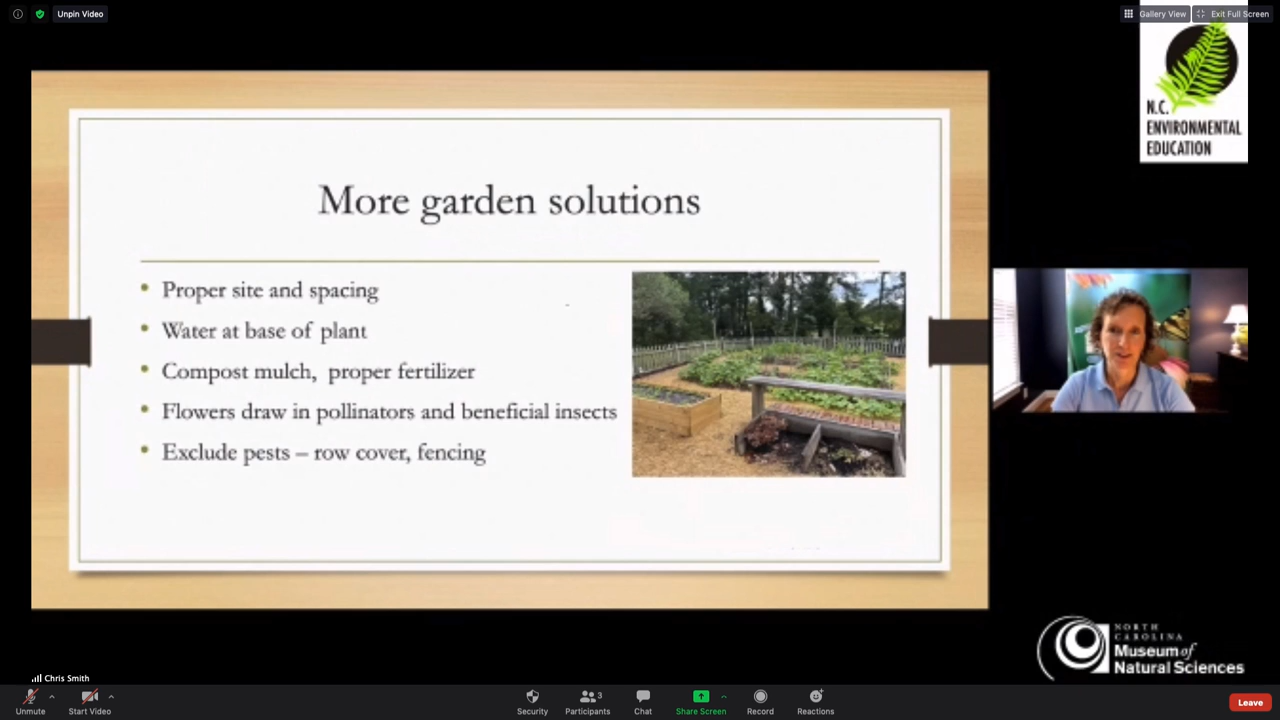 Unpin Video
Gallery View
Exit Full Screen
N.C.
ENVIRONMENTAL
EDUCATION
More garden solutions
• Proper site and spacing
• Water at base of plant
• Compost mulch, proper fertilizer
• Flowers draw in pollinators and beneficial insects
• Exclude pests – row cover, fencing
NORTH
CAROLINA
Museum of
Natural Sciences
Chris Smith
Unmute
Start Video
Security
Participants
3
Chat
Share Screen
Record
Reactions
Leave